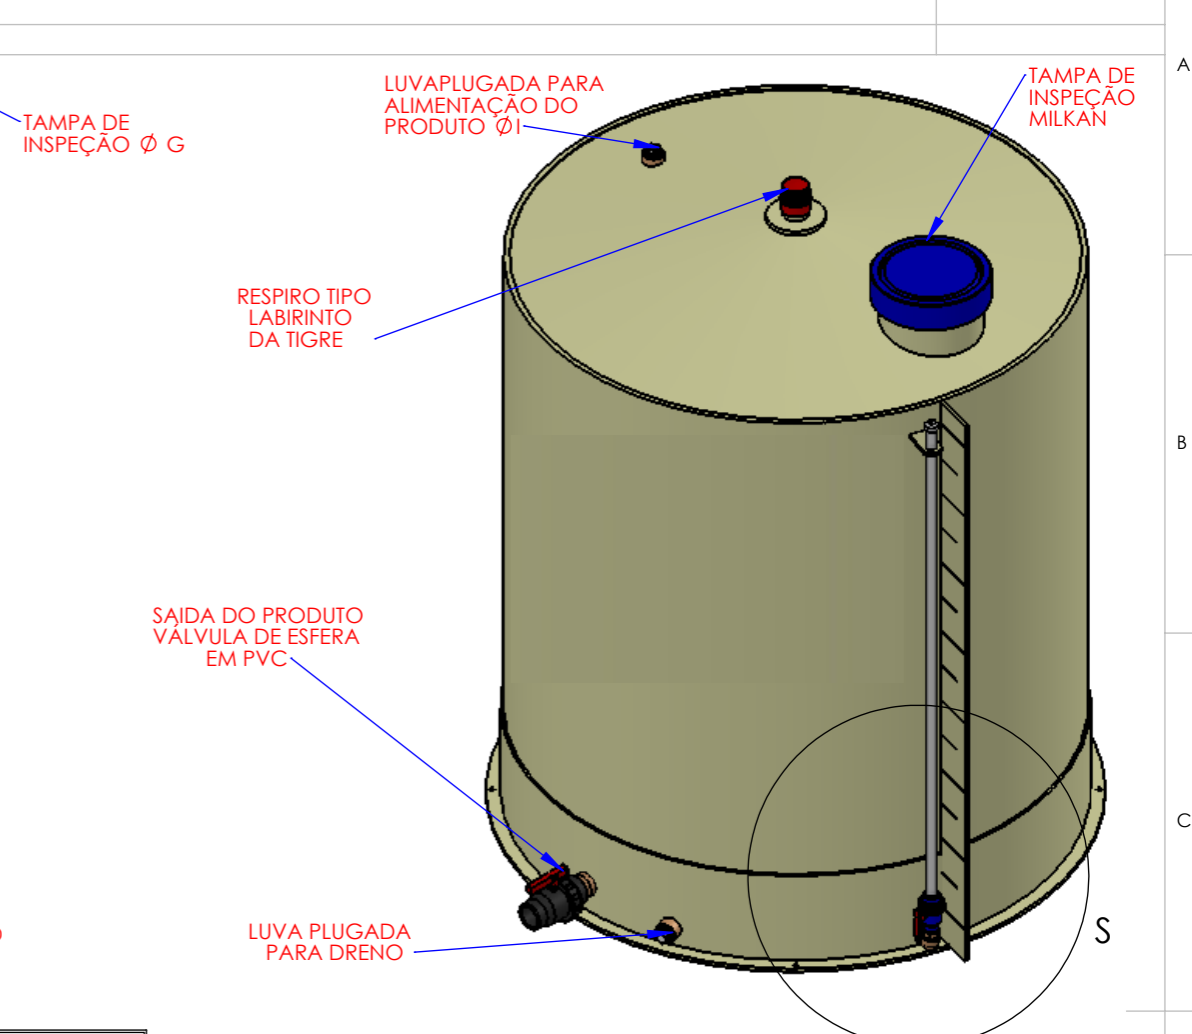 LUVAPLUGADA PARA
ALIMENTAÇÃO DO
PRODUTO ØI
TAMPA DE
INSPEÇÃO
MILKAN
A
TAMPA DE
INSPEÇÃO Ø G
RESPIRO TIPO
LABIRINTO
DA TIGRE
B
SAIDA DO PRODUTO
VÁLVULA DE ESFERA
EM PVC
C
LUVA PLUGADA
PARA DRENO
S